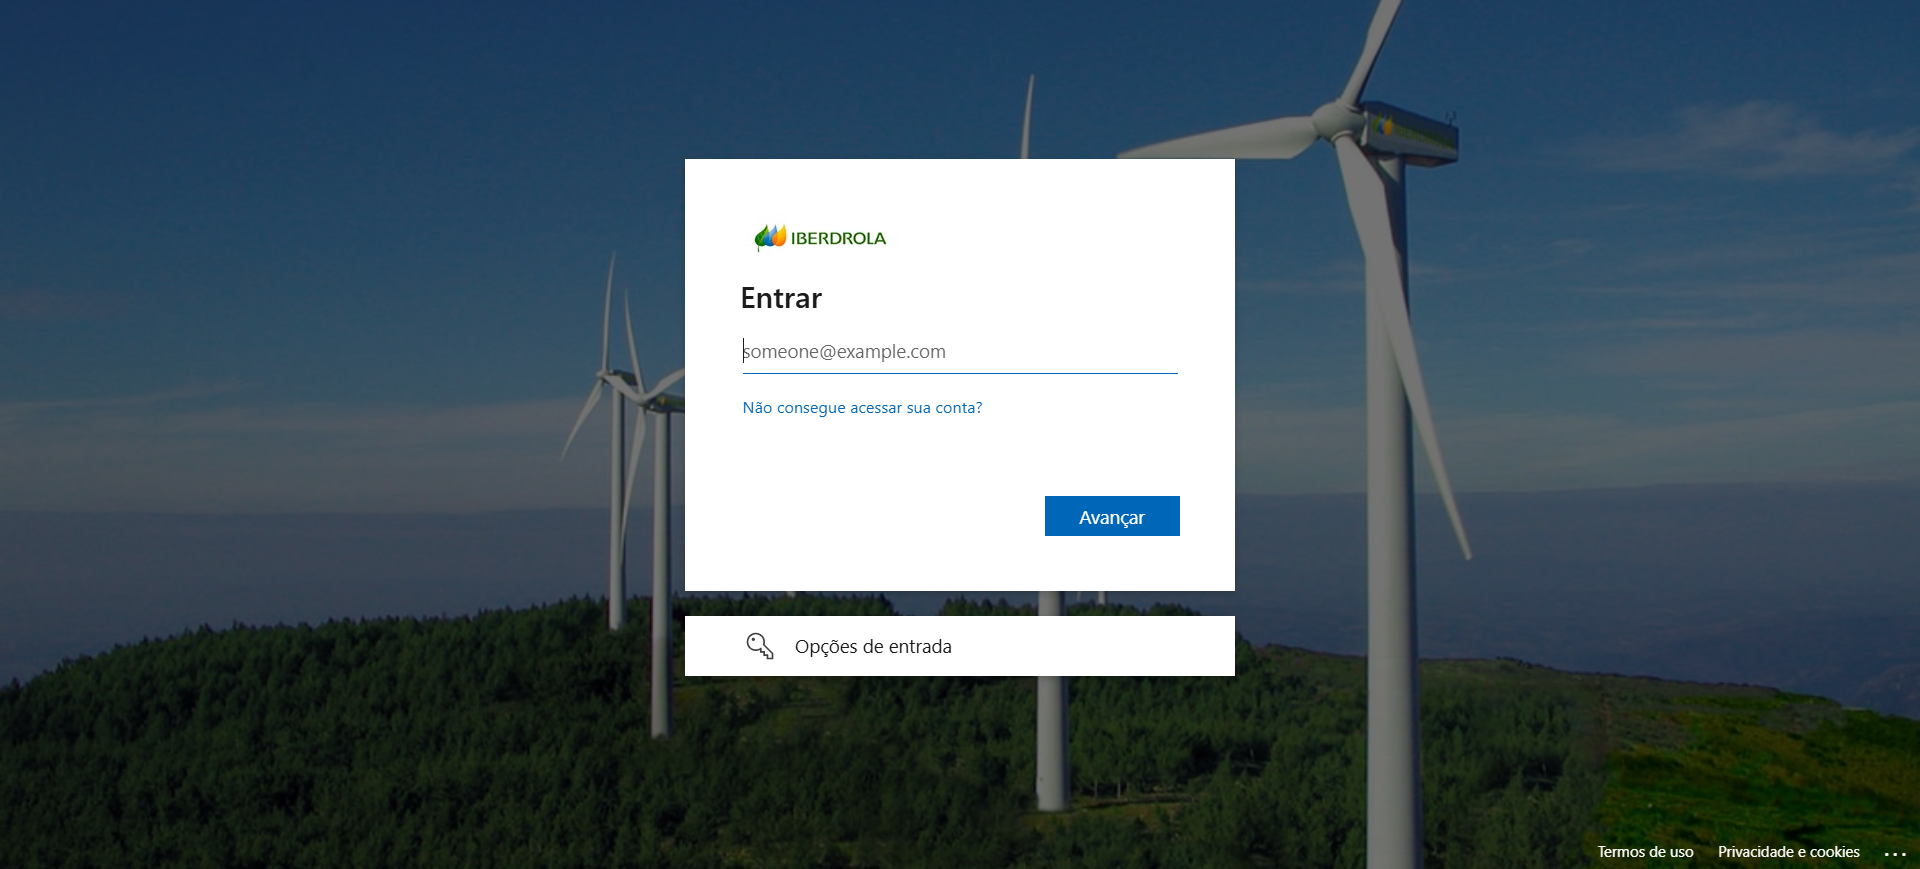 IBERDROLA
Entrar
someone@example.com
Não consegue acessar sua conta?
Avançar
Opções de entrada
Termos de uso
Privacidade e cookies
...